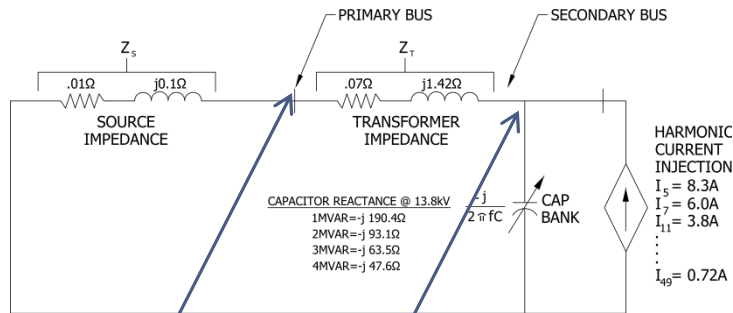 PRIMARY BUS
SECONDARY BUS
Z_S
Z_T
.01Ω
j0.1Ω
.07Ω
j1.42Ω
SOURCE
IMPEDANCE
TRANSFORMER
IMPEDANCE
CAPACITOR REACTANCE @ 13.8kV
1MVAR=-j 190.4Ω
2MVAR=-j 93.1Ω
3MVAR=-j 63.5Ω
4MVAR=-j 47.6Ω
-j
2πfC
CAP
BANK
HARMONIC
CURRENT
INJECTION
I_5 = 8.3A
I_7 = 6.0A
I_11 = 3.8A
I_49 = 0.72A